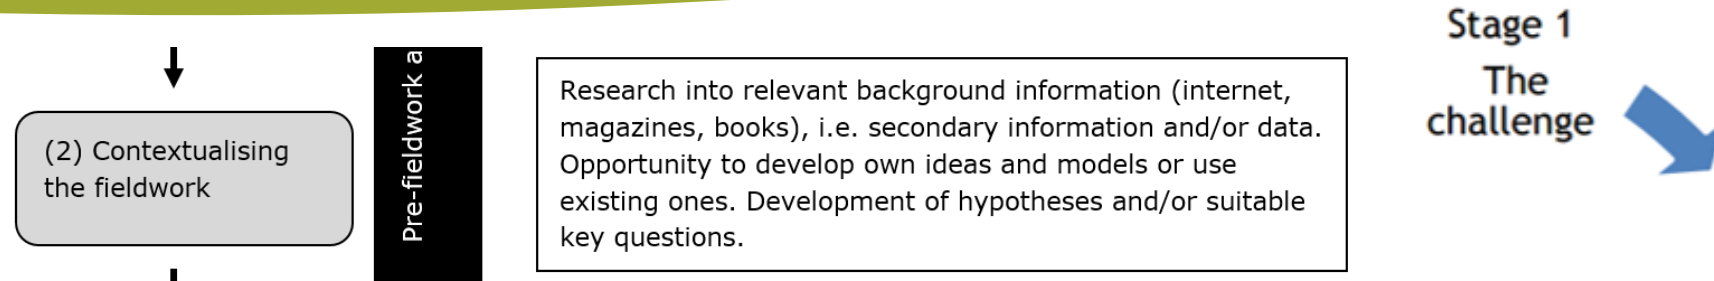 (2) Contextualising
the fieldwork
Pre-fieldwork a
Research into relevant background information (internet,
magazines, books), i.e. secondary information and/or data.
Opportunity to develop own ideas and models or use
existing ones. Development of hypotheses and/or suitable
key questions.
Stage 1
The
challenge